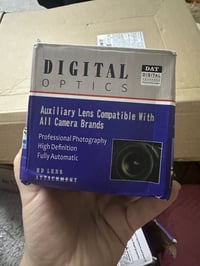 DIGITAL
OPTICS
DAT
DIGITAL
Auxiliary Lens Compatible With
All Camera Brands
Professional Photography
High Definition
Fully Automatic
HD LENS
ATTACHMENT